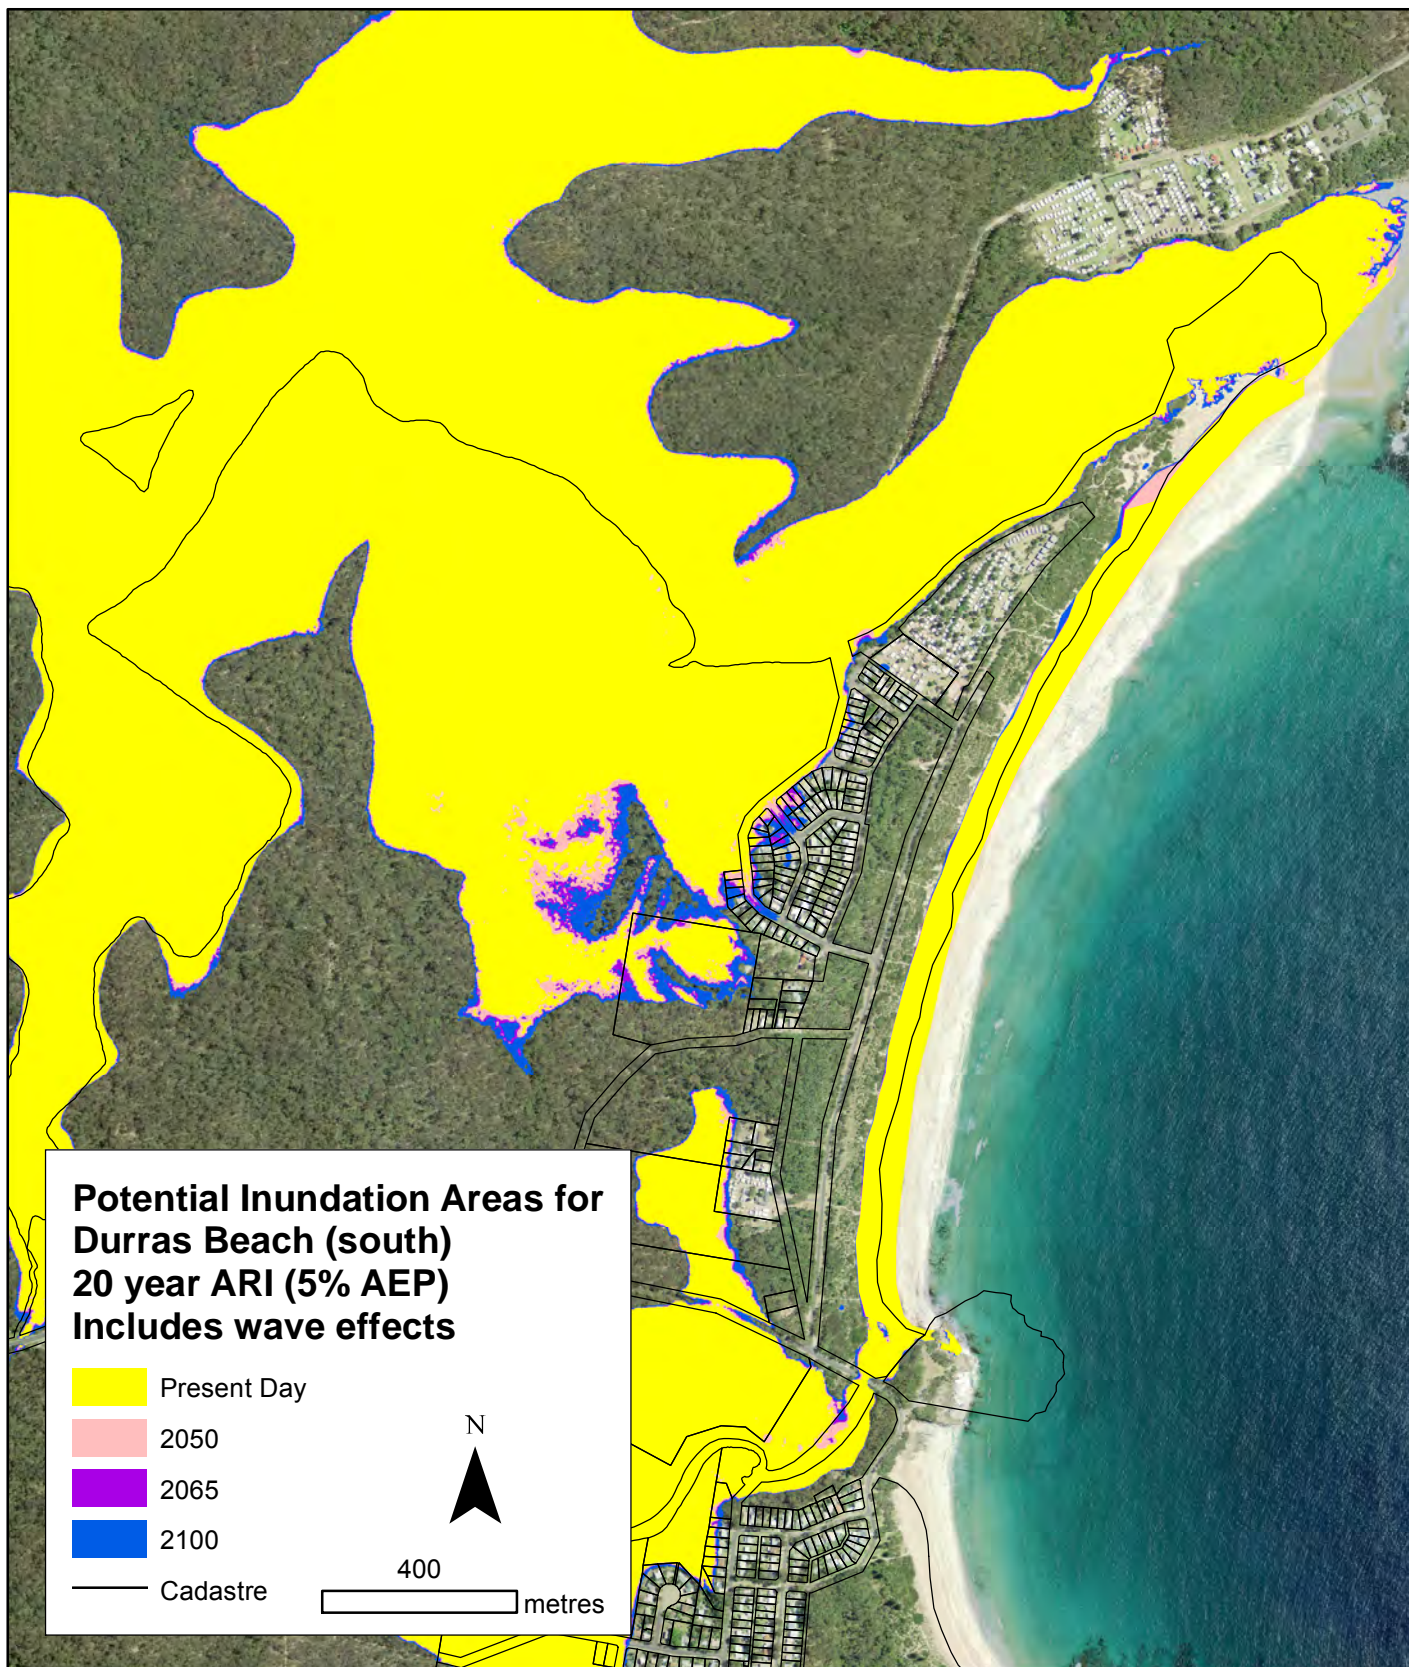 Potential Inundation Areas for
Durras Beach (south)
20 year ARI (5% AEP)
Includes wave effects
Present Day
2050
2065
2100
Cadastre
N
400
metres